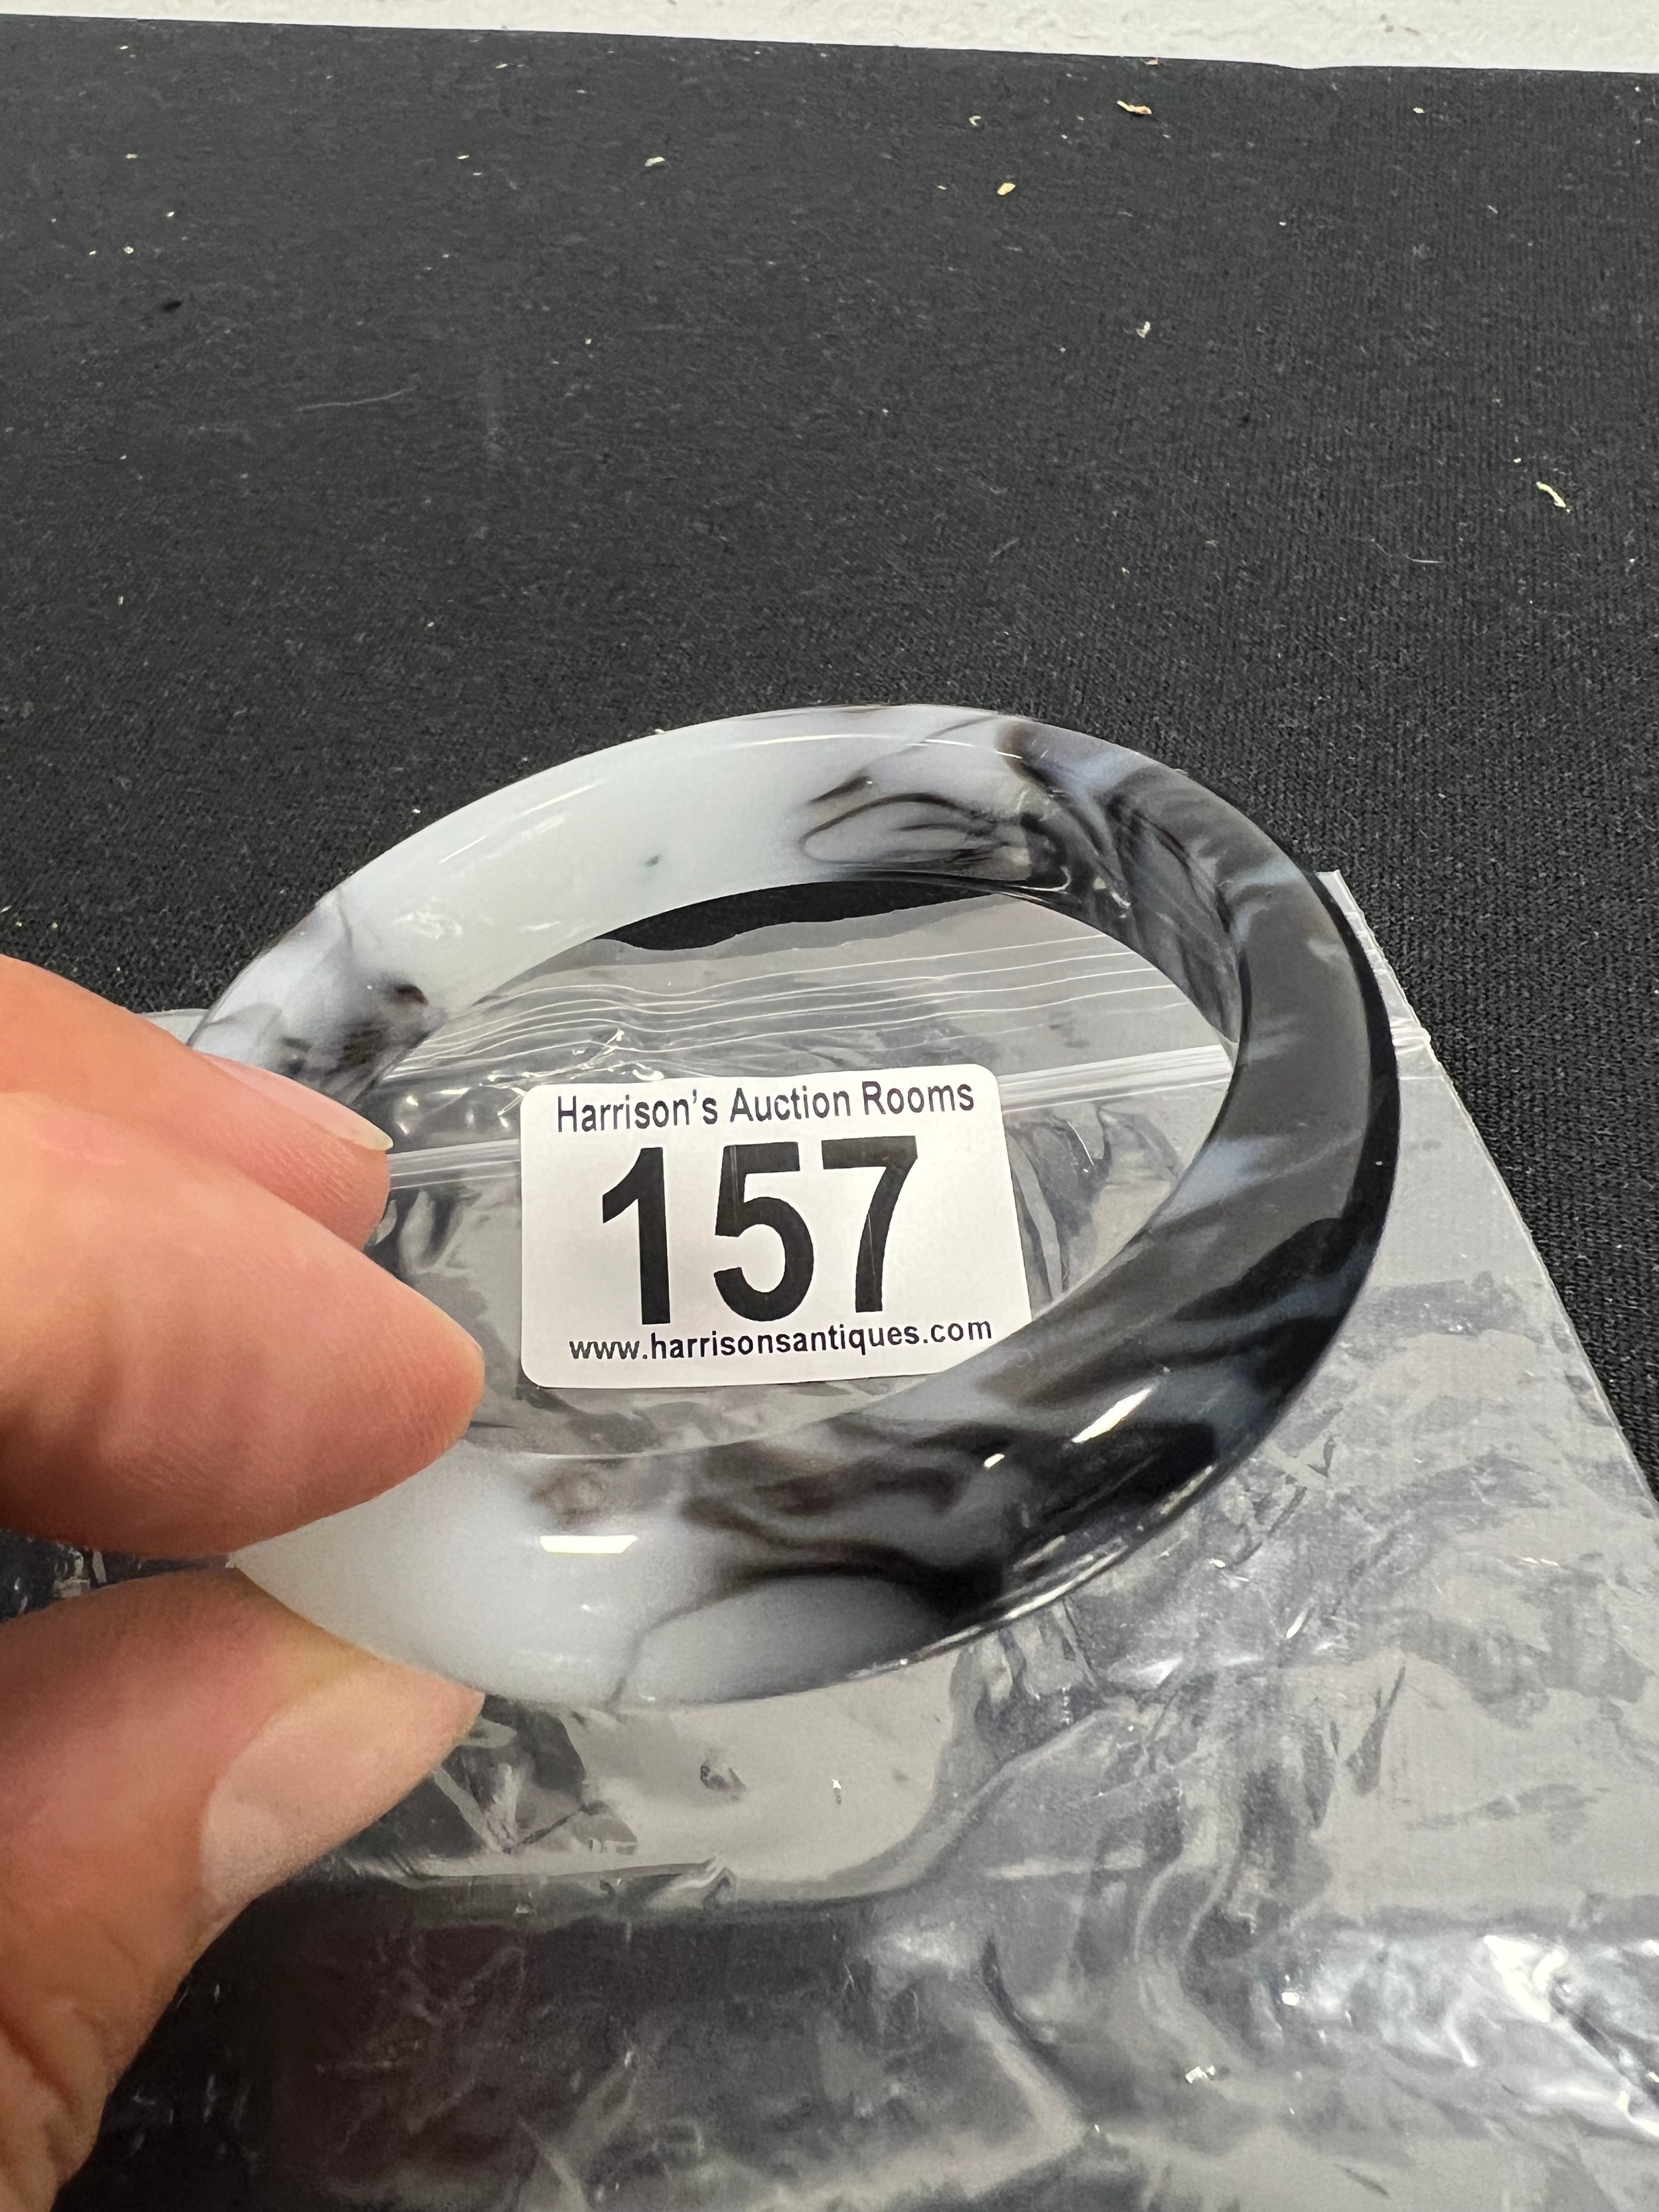 Harrison's Auction Rooms
157
www.harrisonsantiques.com